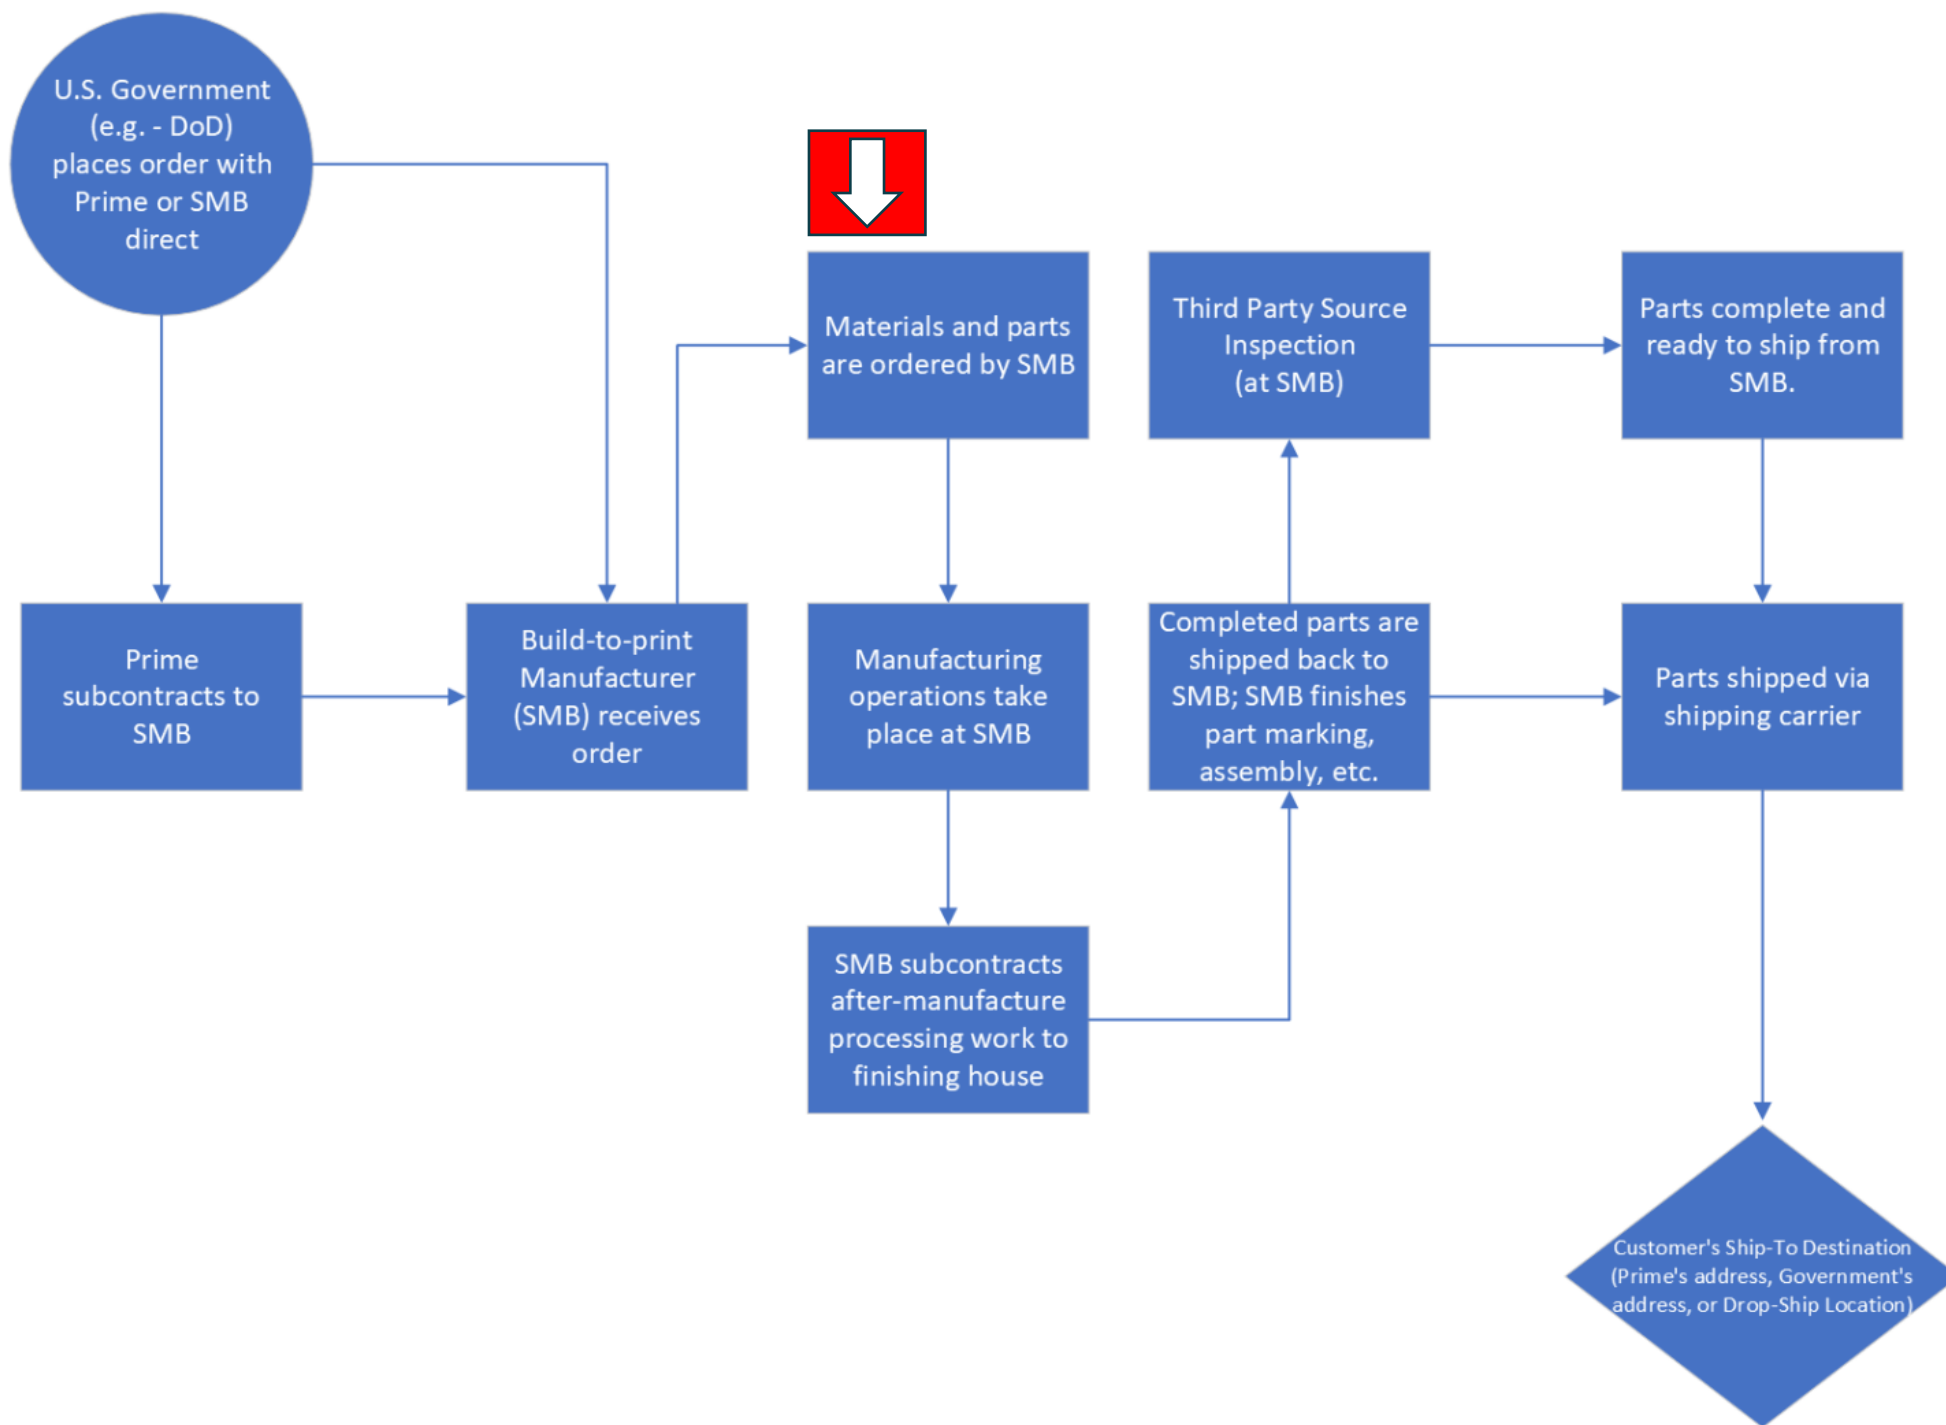 U.S. Government
(e.g. - DoD)
places order with
Prime or SMB
direct
Prime
subcontracts to
SMB
Build-to-print
Manufacturer
(SMB) receives
order
Materials and parts
are ordered by SMB
Manufacturing
operations take
place at SMB
SMB subcontracts
after-manufacture
processing work to
finishing house
Completed parts are
shipped back to
SMB; SMB finishes
part marking,
assembly, etc.
Third Party Source
Inspection
(at SMB)
Parts complete and
ready to ship from
SMB.
Parts shipped via
shipping carrier
Customer's Ship-To Destination
(Prime's address, Government's
address, or Drop-Ship Location)